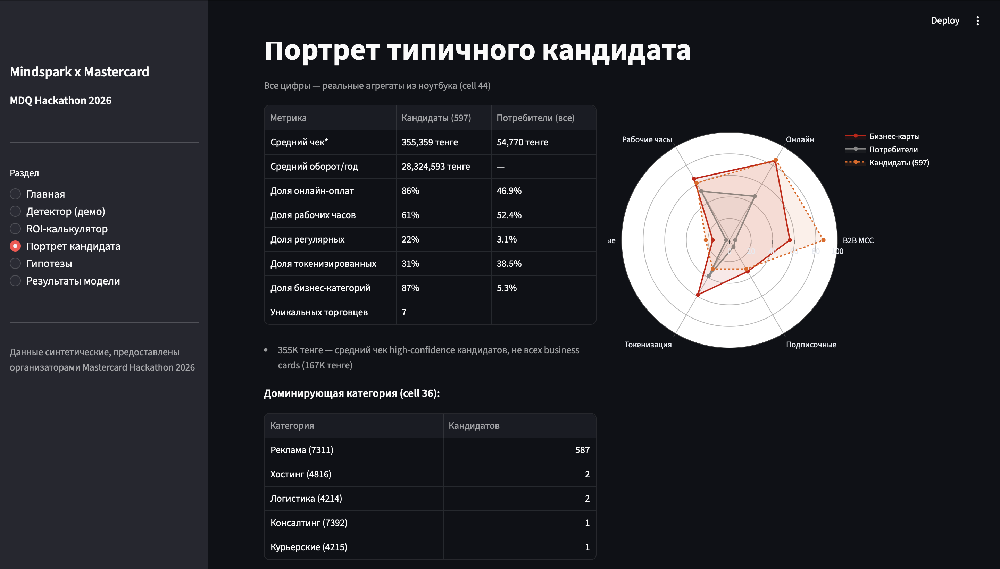 Deploy
Mindspark x Mastercard
MDQ Hackathon 2026
Раздел
Главная
Детектор (демо)
ROI-калькулятор
Портрет кандидата
Гипотезы
Результаты модели
Данные синтетические, предоставлены
организаторами Mastercard Hackathon 2026
Портрет типичного кандидата
Все цифры — реальные агрегаты из ноутбука (cell 44)
Метрика Кандидаты (597) Потребители (все)
Средний чек* 355,359 тенге 54,770 тенге
Средний оборот/год 28,324,593 тенге —
Доля онлайн-оплат 86% 46.9%
Доля рабочих часов 61% 52.4%
Доля регулярных 22% 3.1%
Доля токенизированных 31% 38.5%
Доля бизнес-категорий 87% 5.3%
Уникальных торговцев 7 —
• 355K тенге — средний чек high-confidence кандидатов, не всех business
cards (167K тенге)
Доминирующая категория (cell 36):
Категория Кандидатов
Реклама (7311) 587
Хостинг (4816) 2
Логистика (4214) 2
Консалтинг (7392) 1
Курьерские (4215) 1
Рабочие часы
Онлайн
ые
B2B MCC
0 20 40 60 80 100
Токенизация
Подписочные
Бизнес-карты
Потребители
Кандидаты (597)